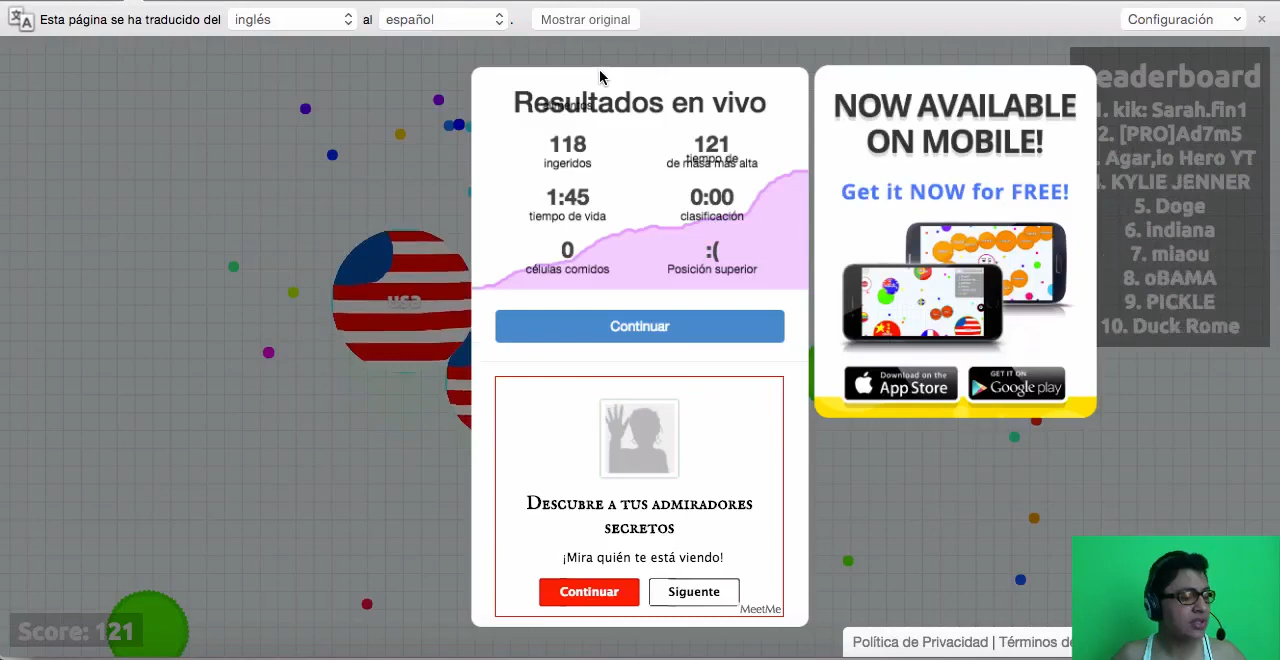 Esta página se ha traducido del inglés al español . Mostrar original Configuración ×
Resultados en vivo
118 121
ingeridos de masa más alta
tiempo de
1:45 0:00
tiempo de vida clasificación
0 :(
células comidos Posición superior
Continuar
Descubre a tus admiradores
secretos
¡Mira quién te está viendo!
Continuar Siguente
MeetMe
NOW AVAILABLE
ON MOBILE!
Get it NOW for FREE!
Download on the
App Store
GET IT ON
Google play
eaderboard
1. kik: Sarah.fin1
2. [PRO]Ad7m5
. Agar,io Hero YT
. KYLIE JENNER
5. Doge
6. indiana
7. miaou
8. oBAMA
9. PICKLE
10. Duck Rome
usa
Score: 121
Política de Privacidad | Términos de